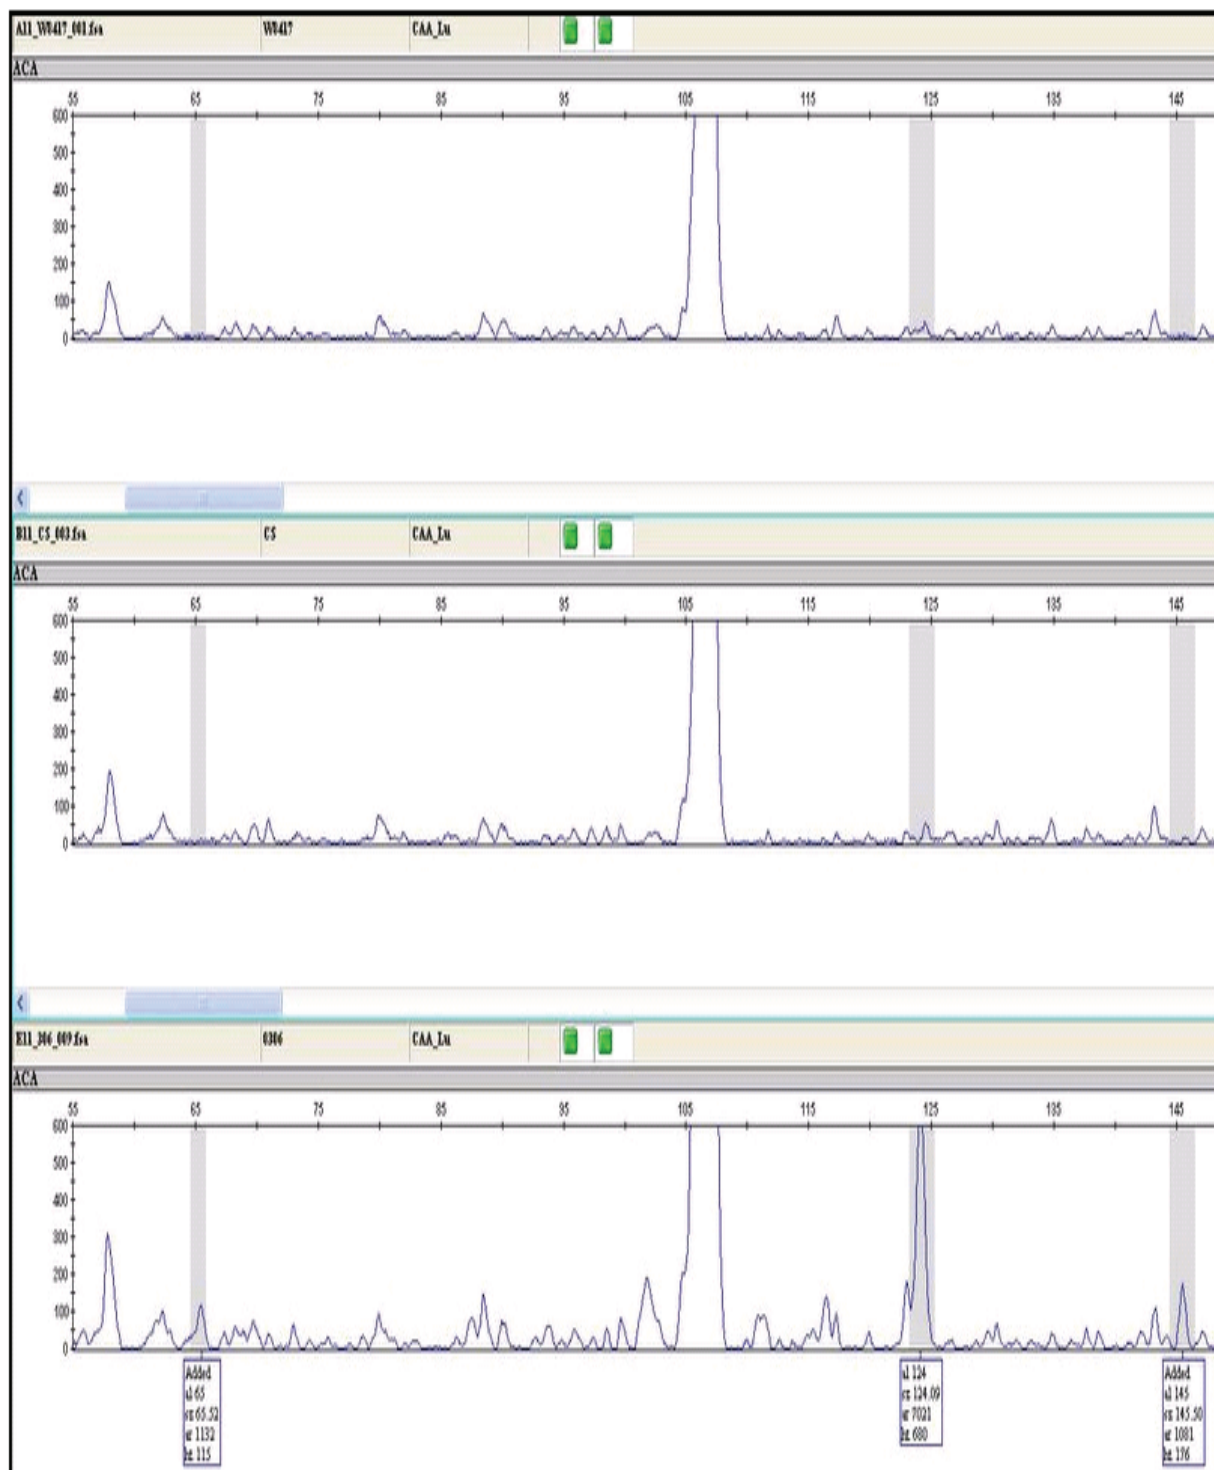 A11_W8417_001.fsa W8417 CAA_Lu
ACA
55 65 75 85 95 105 115 125 135 145
600
500
400
300
200
100
0
B11_C5_003.fsa C5 CAA_Lu
ACA
55 65 75 85 95 105 115 125 135 145
600
500
400
300
200
100
0
E11_306_009.fsa 0306 CAA_Lu
ACA
55 65 75 85 95 105 115 125 135 145
600
500
400
300
200
100
0
Added
al 65
sz 65.52
ar 1132
ht 115
al 124
sz 124.09
ar 7021
ht 680
Added
al 145
sz 145.50
ar 1081
ht 176